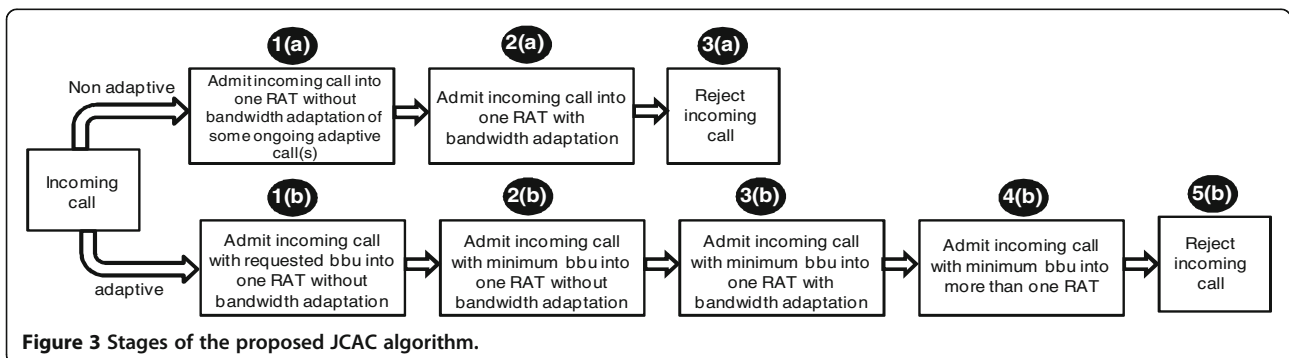 1(a)
2(a)
3(a)
Non adaptive
Admit incoming call into
one RAT without
bandwidth adaptation of
some ongoing adaptive
call(s)
Admit incoming call into
one RAT with
bandwidth adaptation
Reject
incoming
call
Incoming
call
1(b)
2(b)
3(b)
4(b)
5(b)
adaptive
Admit incoming call
with requested bbu into
one RAT without
bandwidth adaptation
Admit incoming call
with minimum bbu into
one RAT without
bandwidth adaptation
Admit incoming call
with minimum bbu into
one RAT with
bandwidth adaptation
Admit incoming call
with minimum bbu into
more than one RAT
Reject
incoming
call
Figure 3 Stages of the proposed JCAC algorithm.